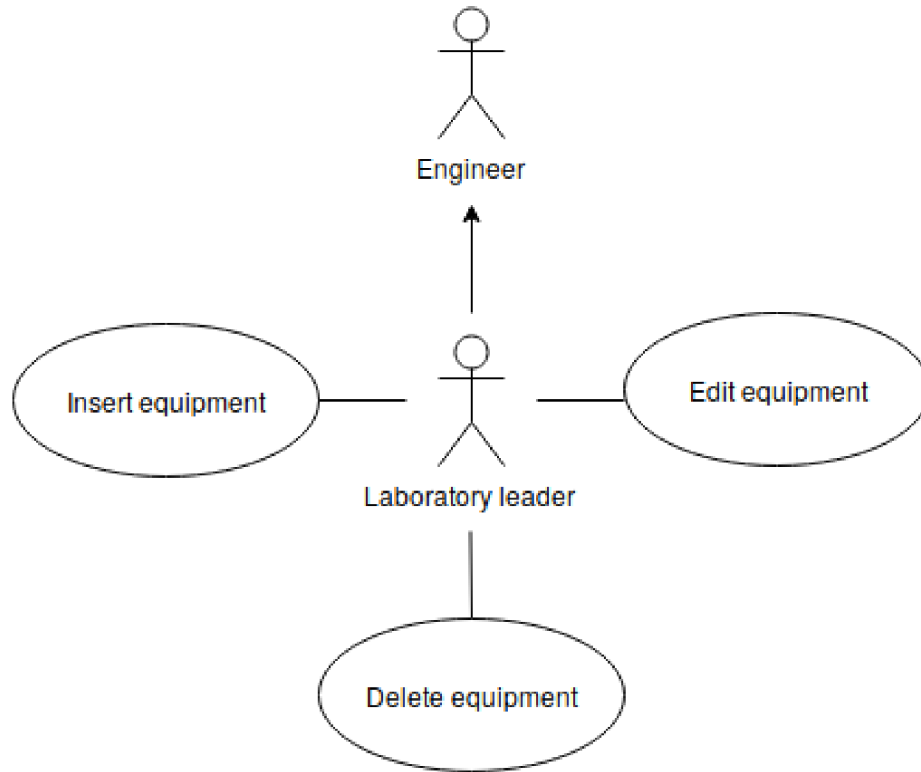 Engineer
Insert equipment
Edit equipment
Laboratory leader
Delete equipment